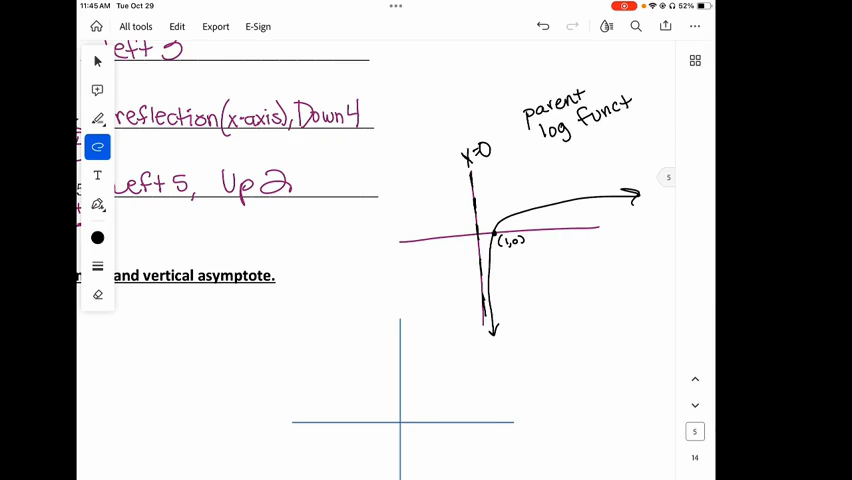 11:45 AM Tue Oct 29
52%
All tools Edit Export E-Sign
Left 5
parent
log funct
reflection(x-axis), Down 4
x=0
5
Left 5, Up 2
(1,0)
and vertical asymptote.
T
5
14